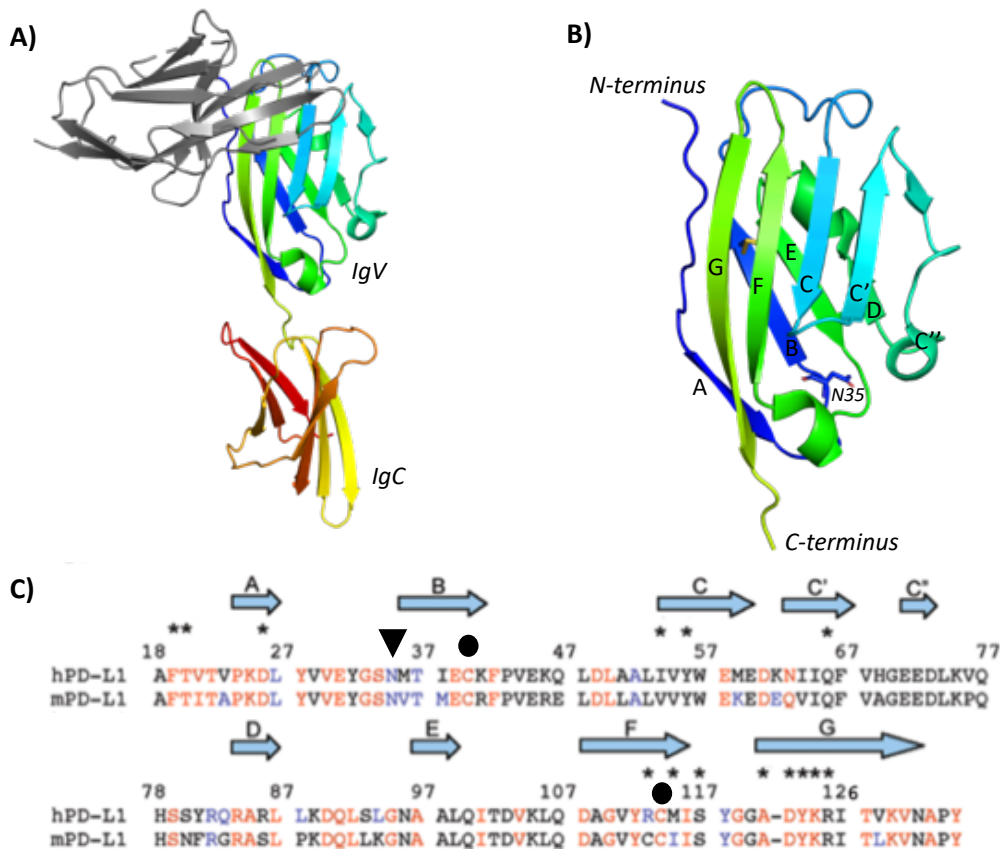 A)
IgV
IgC
B)
N-terminus
G F E C C' D
B C''
A N35
C-terminus
C)
A B C C' C"
** * * * *
18 27 37 47 57 67 77
hPD-L1 AFTVTVPKDL YVVEYGSNMT IECKFPVEKQ LDLAALIVYW EMEDKNIIQF VHGEEDLKVQ
mPD-L1 AFTITAPKDL YVVEYGSNVT MECRFPVERE LDLLALVVYW EKEDEQVIQF VAGEEDLKVQ
D E F G
* * * * ****
78 87 97 107 117 126
hPD-L1 HSSYRQRARL LKDQLSLGNA ALQITDVKLQ DAGVYRCMIS YGGA-DYKRI TVKVNAPY
mPD-L1 HSNFRGRASL PKDQLLKGNA ALQITDVKLQ DAGVYCCIIS YGGA-DYKRI TLKVNAPY